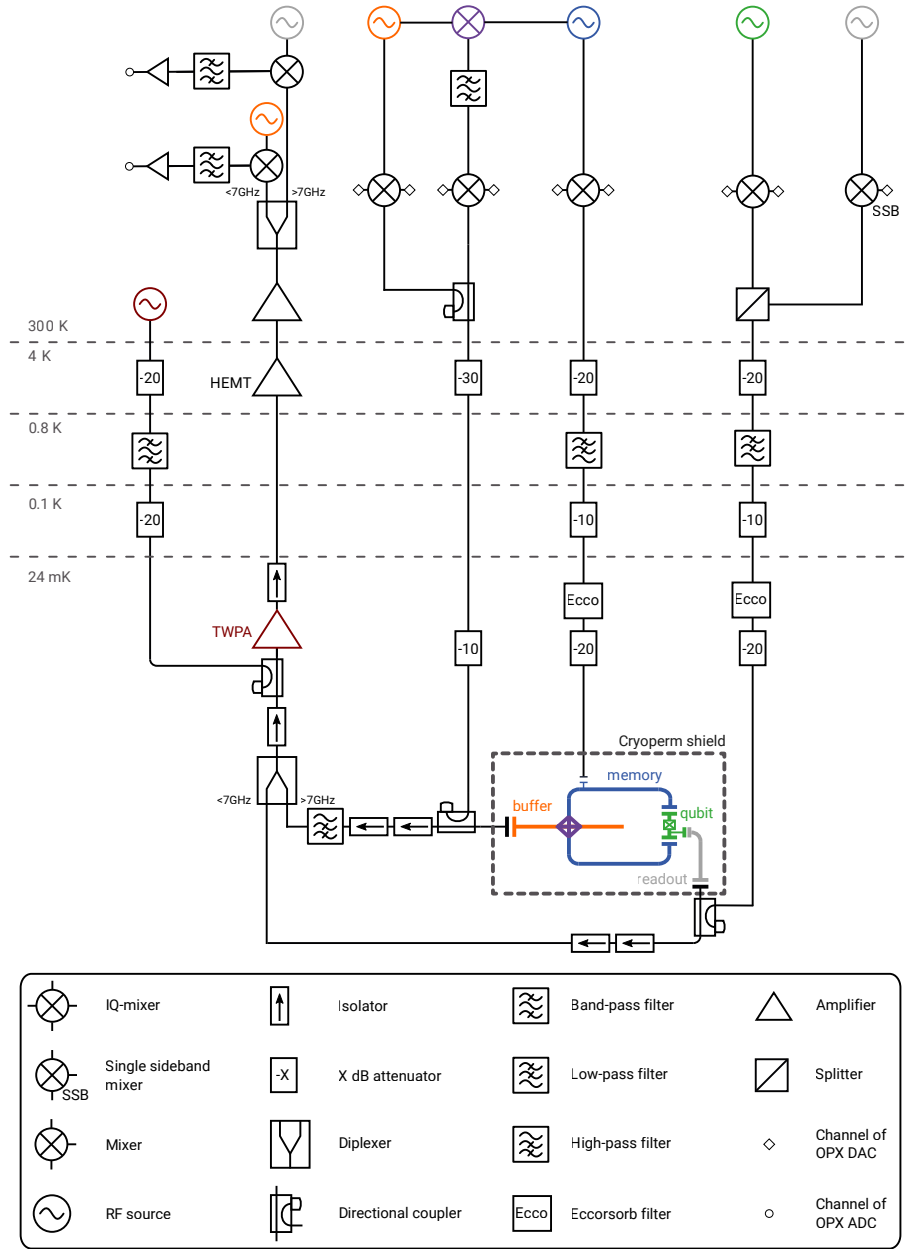 <7GHz
>7GHz
SSB
300 K
4 K
-20
HEMT
-30
-20
-20
0.8 K
0.1 K
-20
-10
-10
24 mK
Ecco
Ecco
TWPA
-10
-20
-20
Cryoperm shield
memory
<7GHz
>7GHz
buffer
qubit
readout
IQ-mixer
Isolator
Band-pass filter
Amplifier
Single sideband
mixer
SSB
-X
X dB attenuator
Low-pass filter
Splitter
Mixer
Diplexer
High-pass filter
Channel of
OPX DAC
RF source
Directional coupler
Ecco
Eccorsorb filter
Channel of
OPX ADC